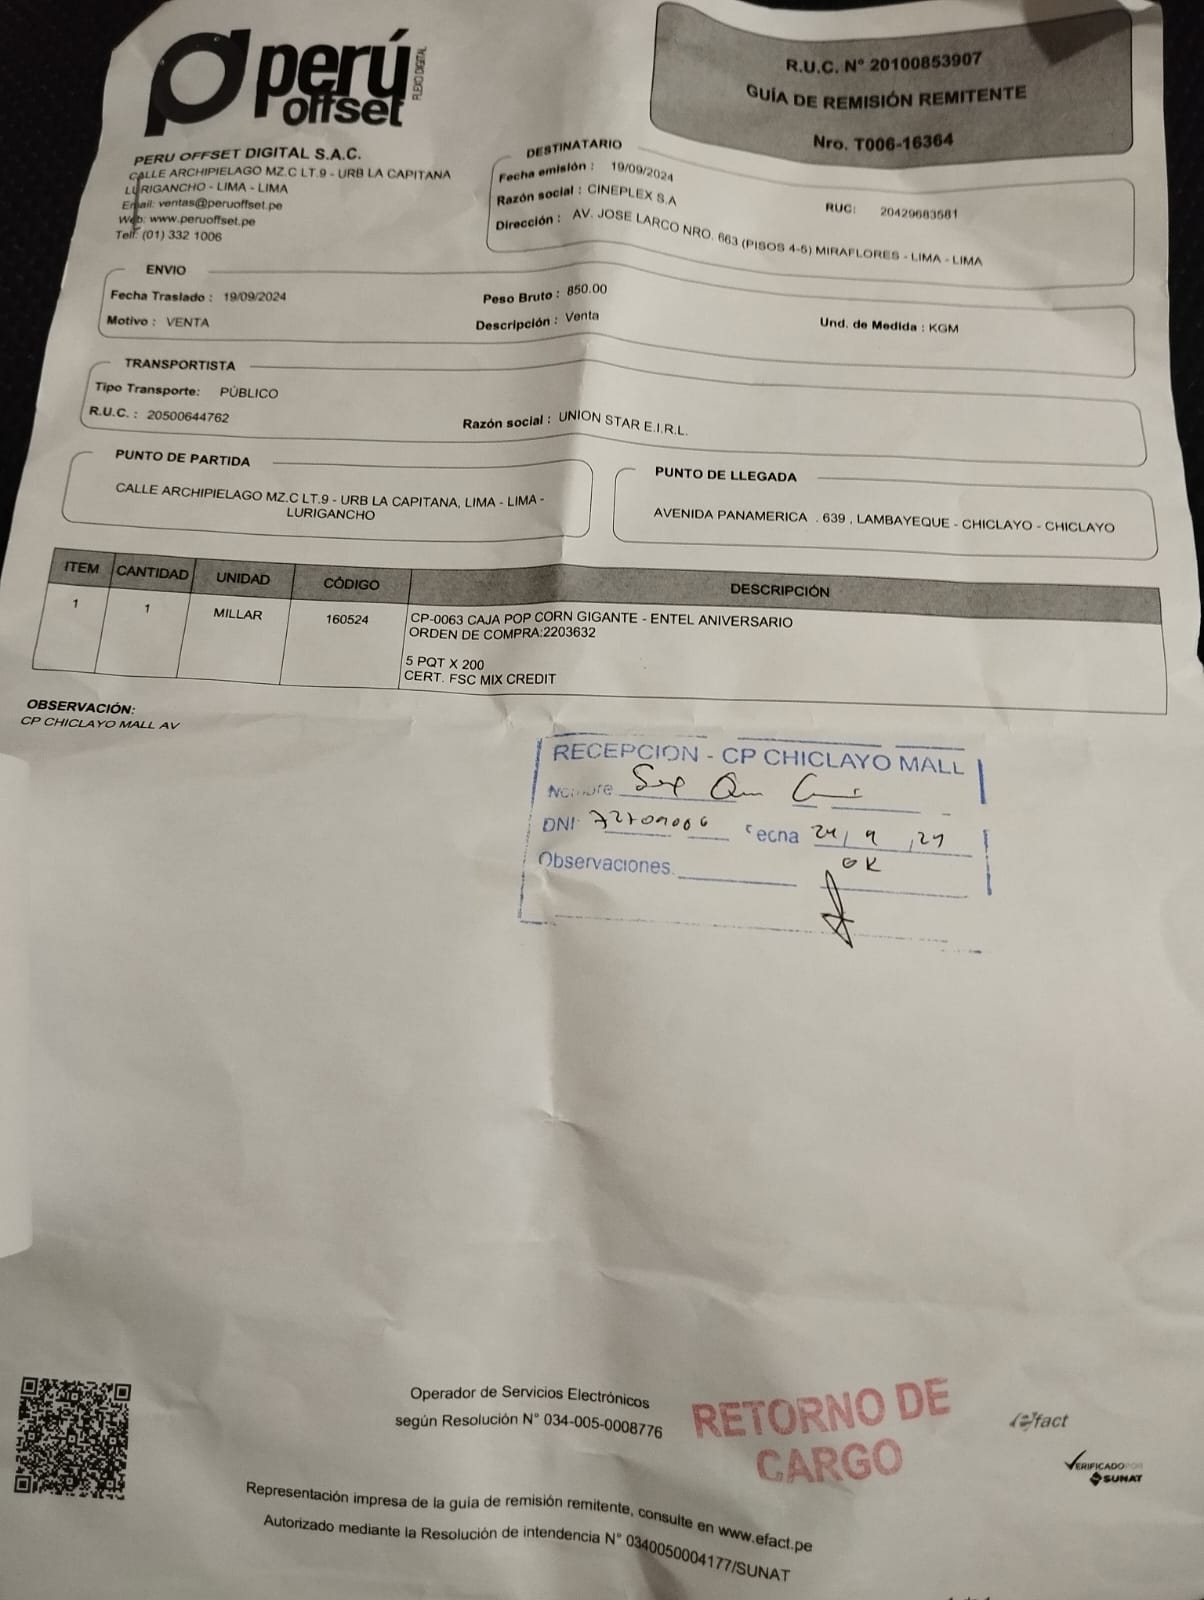 perú
offset
FLEXO DIGITAL
R.U.C. N° 20100853907
GUÍA DE REMISIÓN REMITENTE
Nro. T006-16364
PERU OFFSET DIGITAL S.A.C.
CALLE ARCHIPIELAGO MZ.C LT.9 - URB LA CAPITANA
LURIGANCHO - LIMA - LIMA
Email: ventas@peruoffset.pe
Web: www.peruoffset.pe
Telf: (01) 332 1006
DESTINATARIO
Fecha emisión : 19/09/2024
Razón social : CINEPLEX S.A
RUC: 20429683581
Dirección : AV. JOSE LARCO NRO. 663 (PISOS 4-5) MIRAFLORES - LIMA - LIMA
ENVIO
Fecha Traslado : 19/09/2024
Peso Bruto : 850.00
Motivo : VENTA
Descripción : Venta
Und. de Medida : KGM
TRANSPORTISTA
Tipo Transporte: PÚBLICO
R.U.C. : 20500644762
Razón social : UNION STAR E.I.R.L.
PUNTO DE PARTIDA
CALLE ARCHIPIELAGO MZ.C LT.9 - URB LA CAPITANA, LIMA - LIMA -
LURIGANCHO
PUNTO DE LLEGADA
AVENIDA PANAMERICA . 639 , LAMBAYEQUE - CHICLAYO - CHICLAYO
ITEM CANTIDAD UNIDAD CÓDIGO DESCRIPCIÓN
1 1 MILLAR 160524 CP-0063 CAJA POP CORN GIGANTE - ENTEL ANIVERSARIO
ORDEN DE COMPRA:2203632
5 PQT X 200
CERT. FSC MIX CREDIT
OBSERVACIÓN:
CP CHICLAYO MALL AV
RECEPCION - CP CHICLAYO MALL
Nombre
DNI: Fecha
Observaciones.
OK
Operador de Servicios Electrónicos
según Resolución N° 034-005-0008776
RETORNO DE
CARGO
efact
VERIFICADO POR
SUNAT
Representación impresa de la guía de remisión remitente, consulte en www.efact.pe
Autorizado mediante la Resolución de intendencia N° 0340050004177/SUNAT